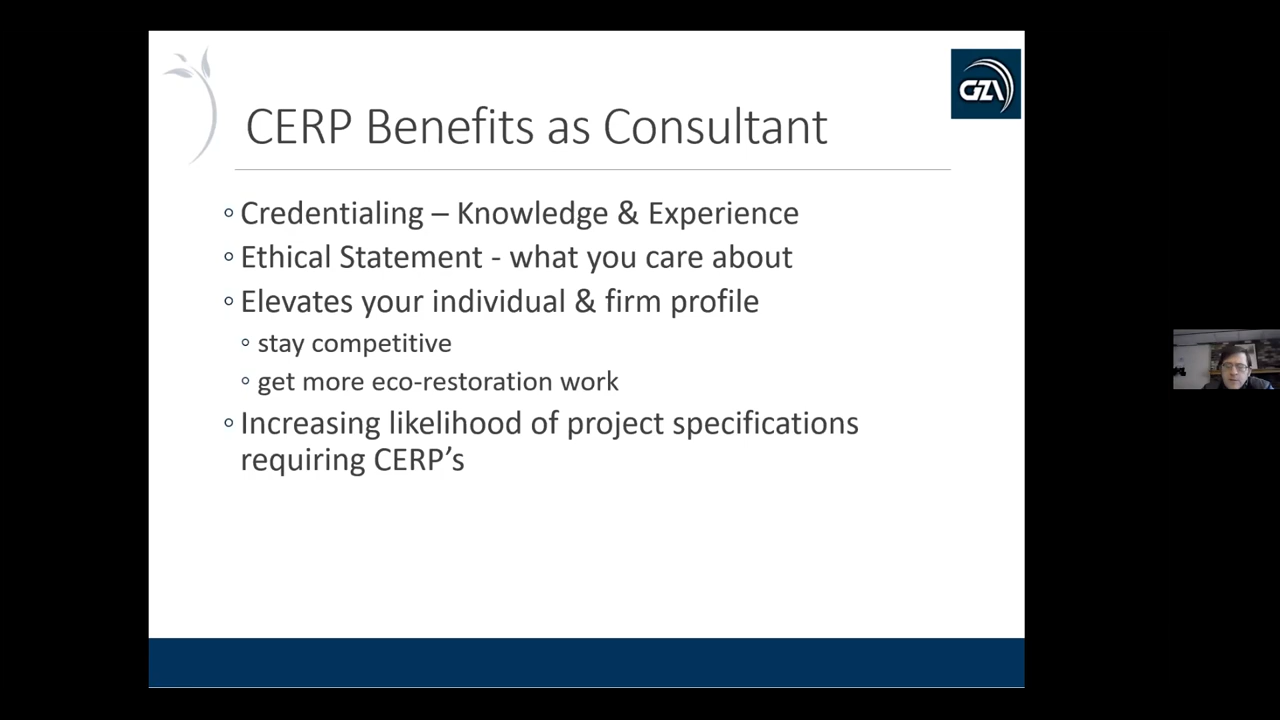 GZA
CERP Benefits as Consultant
◦ Credentialing – Knowledge & Experience
◦ Ethical Statement - what you care about
◦ Elevates your individual & firm profile
◦ stay competitive
◦ get more eco-restoration work
◦ Increasing likelihood of project specifications
requiring CERP’s